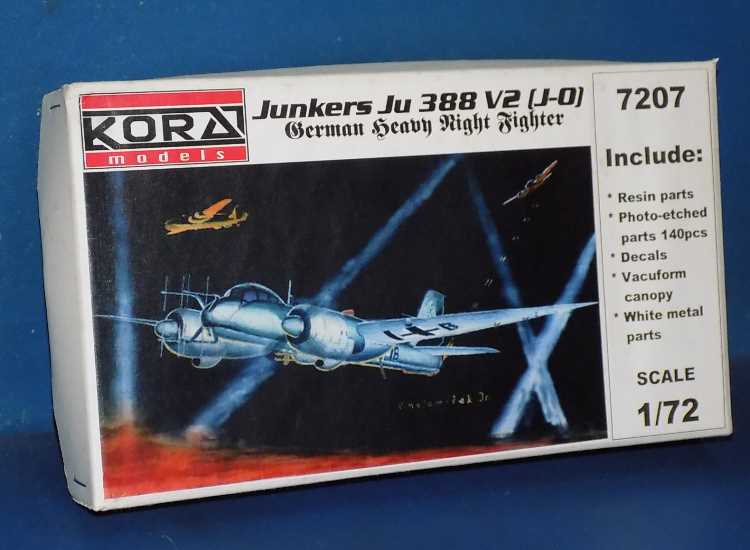 KORA
models
Junkers Ju 388 V2 (J-0)
German Heavy Night Fighter
7207
Include:
* Resin parts
* Photo-etched
parts 140pcs
* Decals
* Vacuform
canopy
* White metal
parts
SCALE
1/72